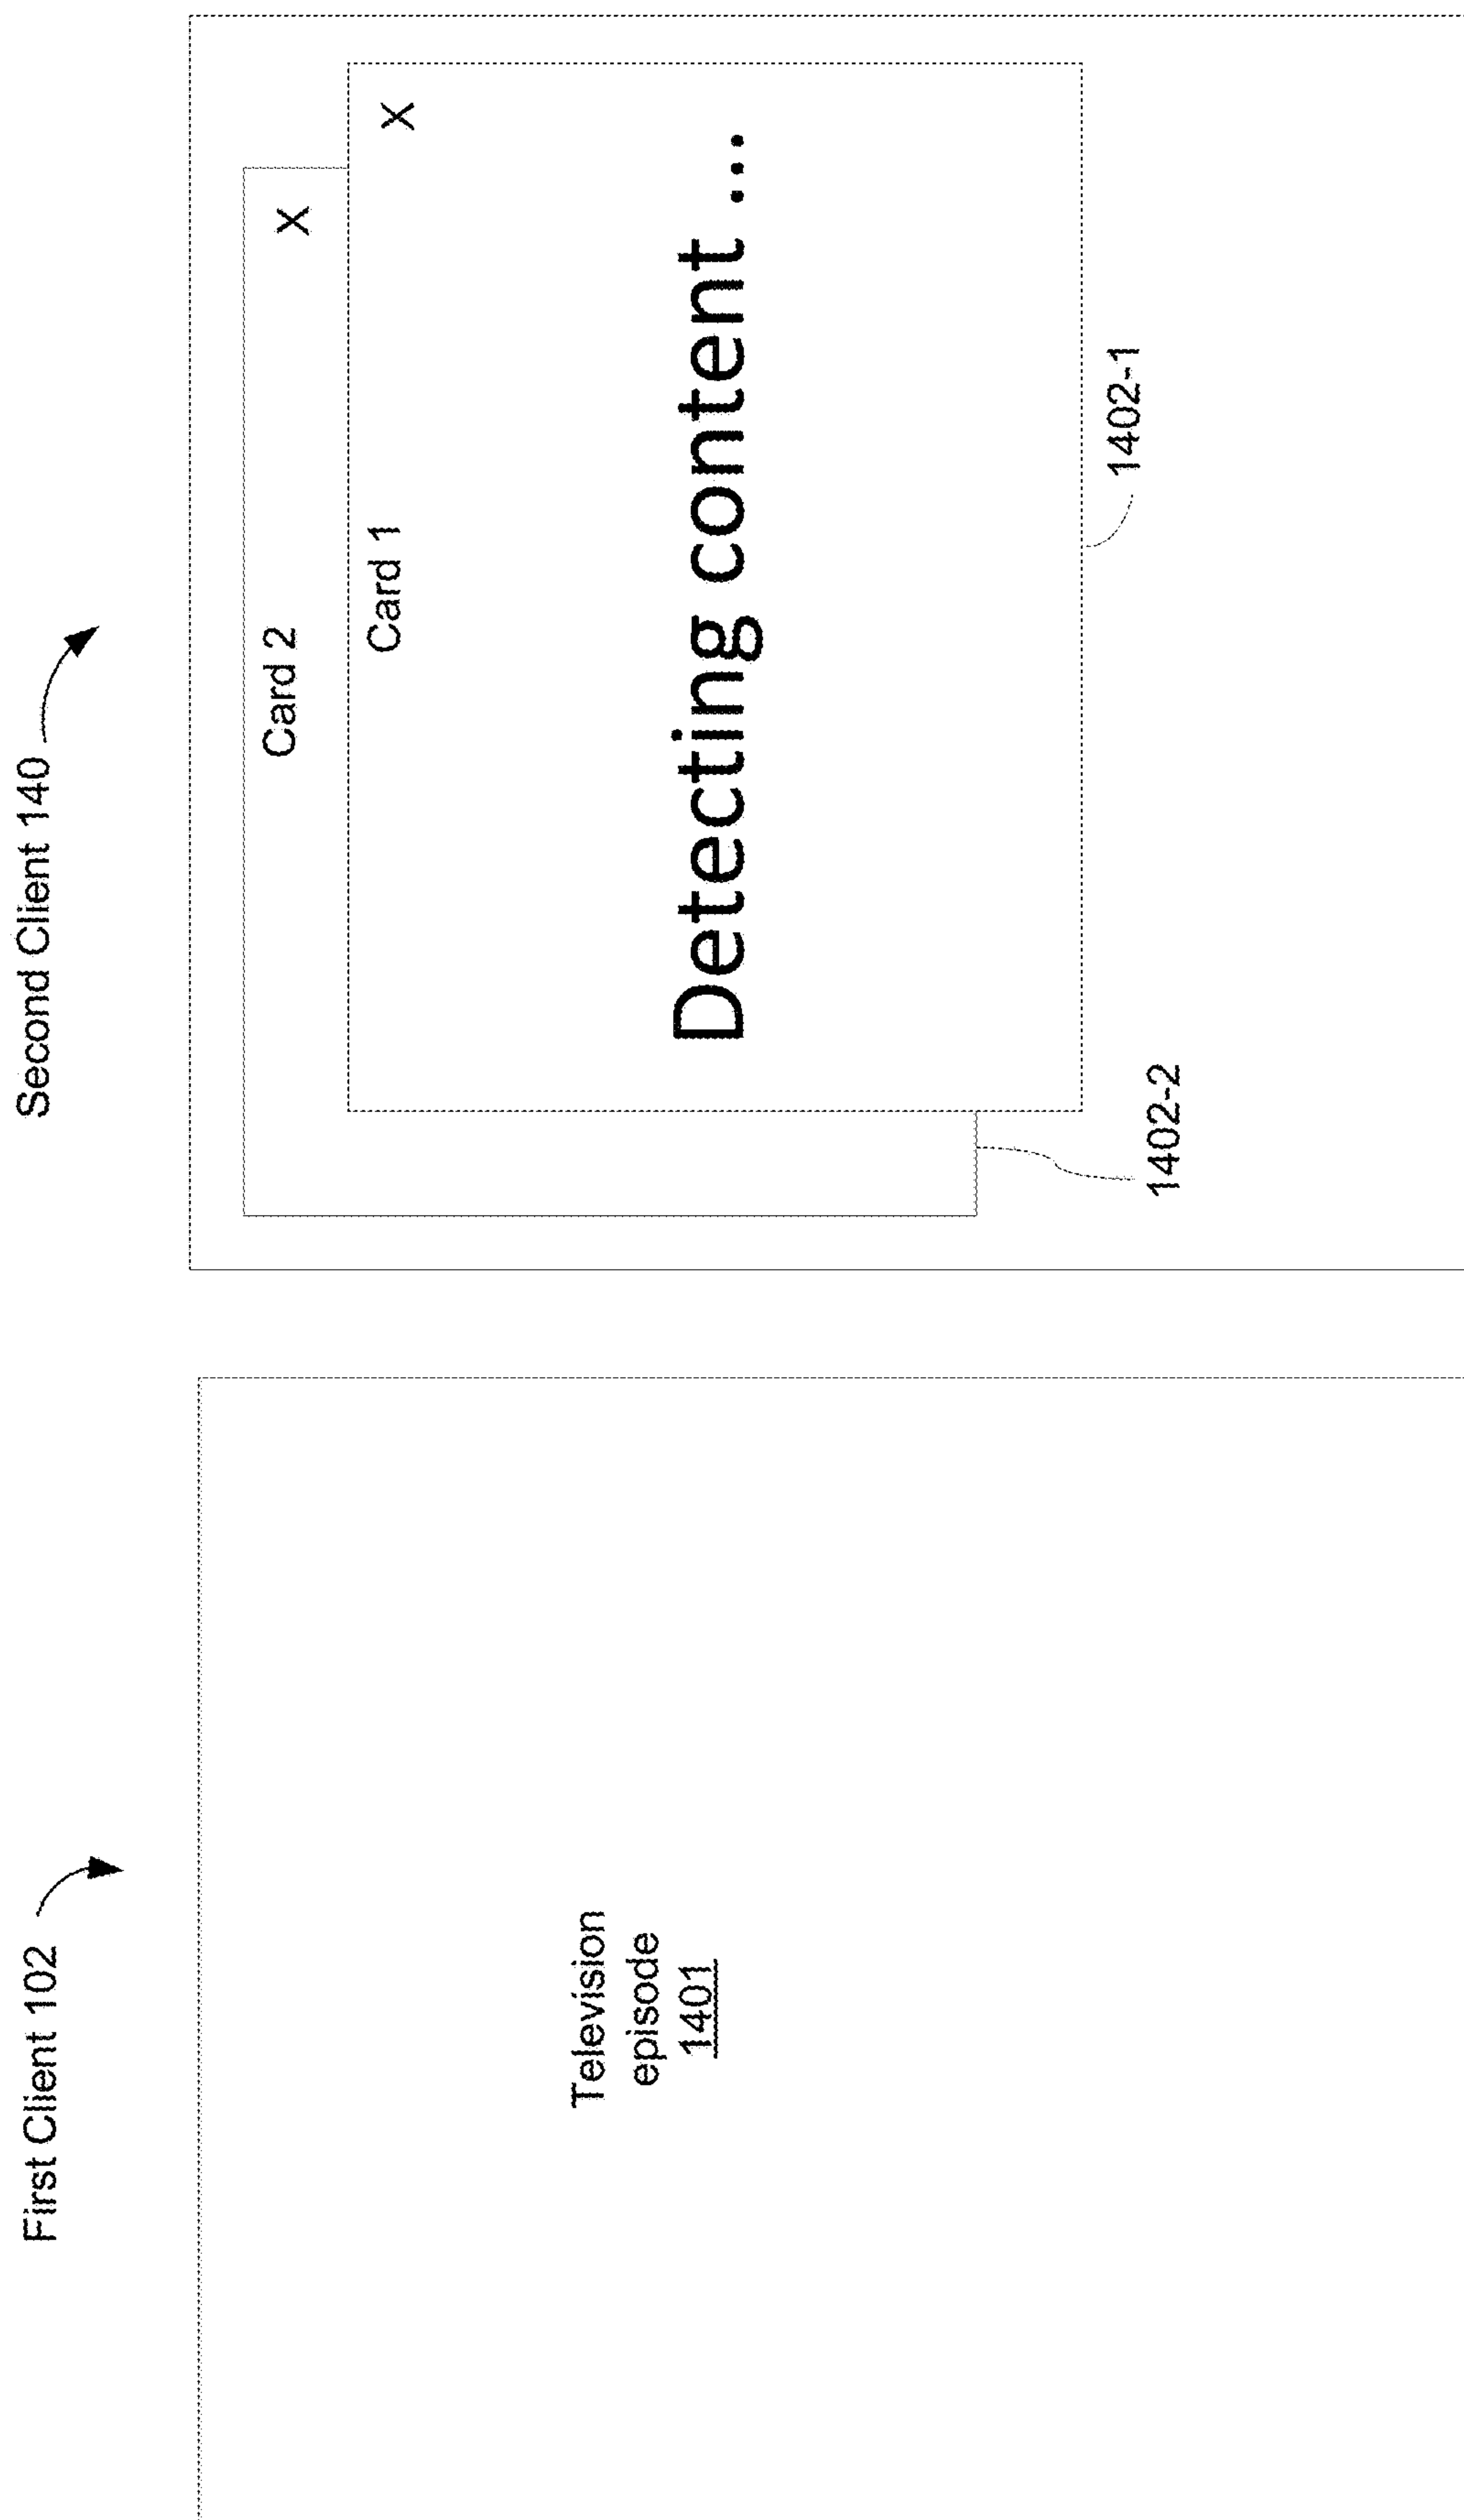 First Client 102
Television
episode
1401
Second Client 140
Card 2
X
Card 1
X
Detecting content ...
1402-1
1402-2